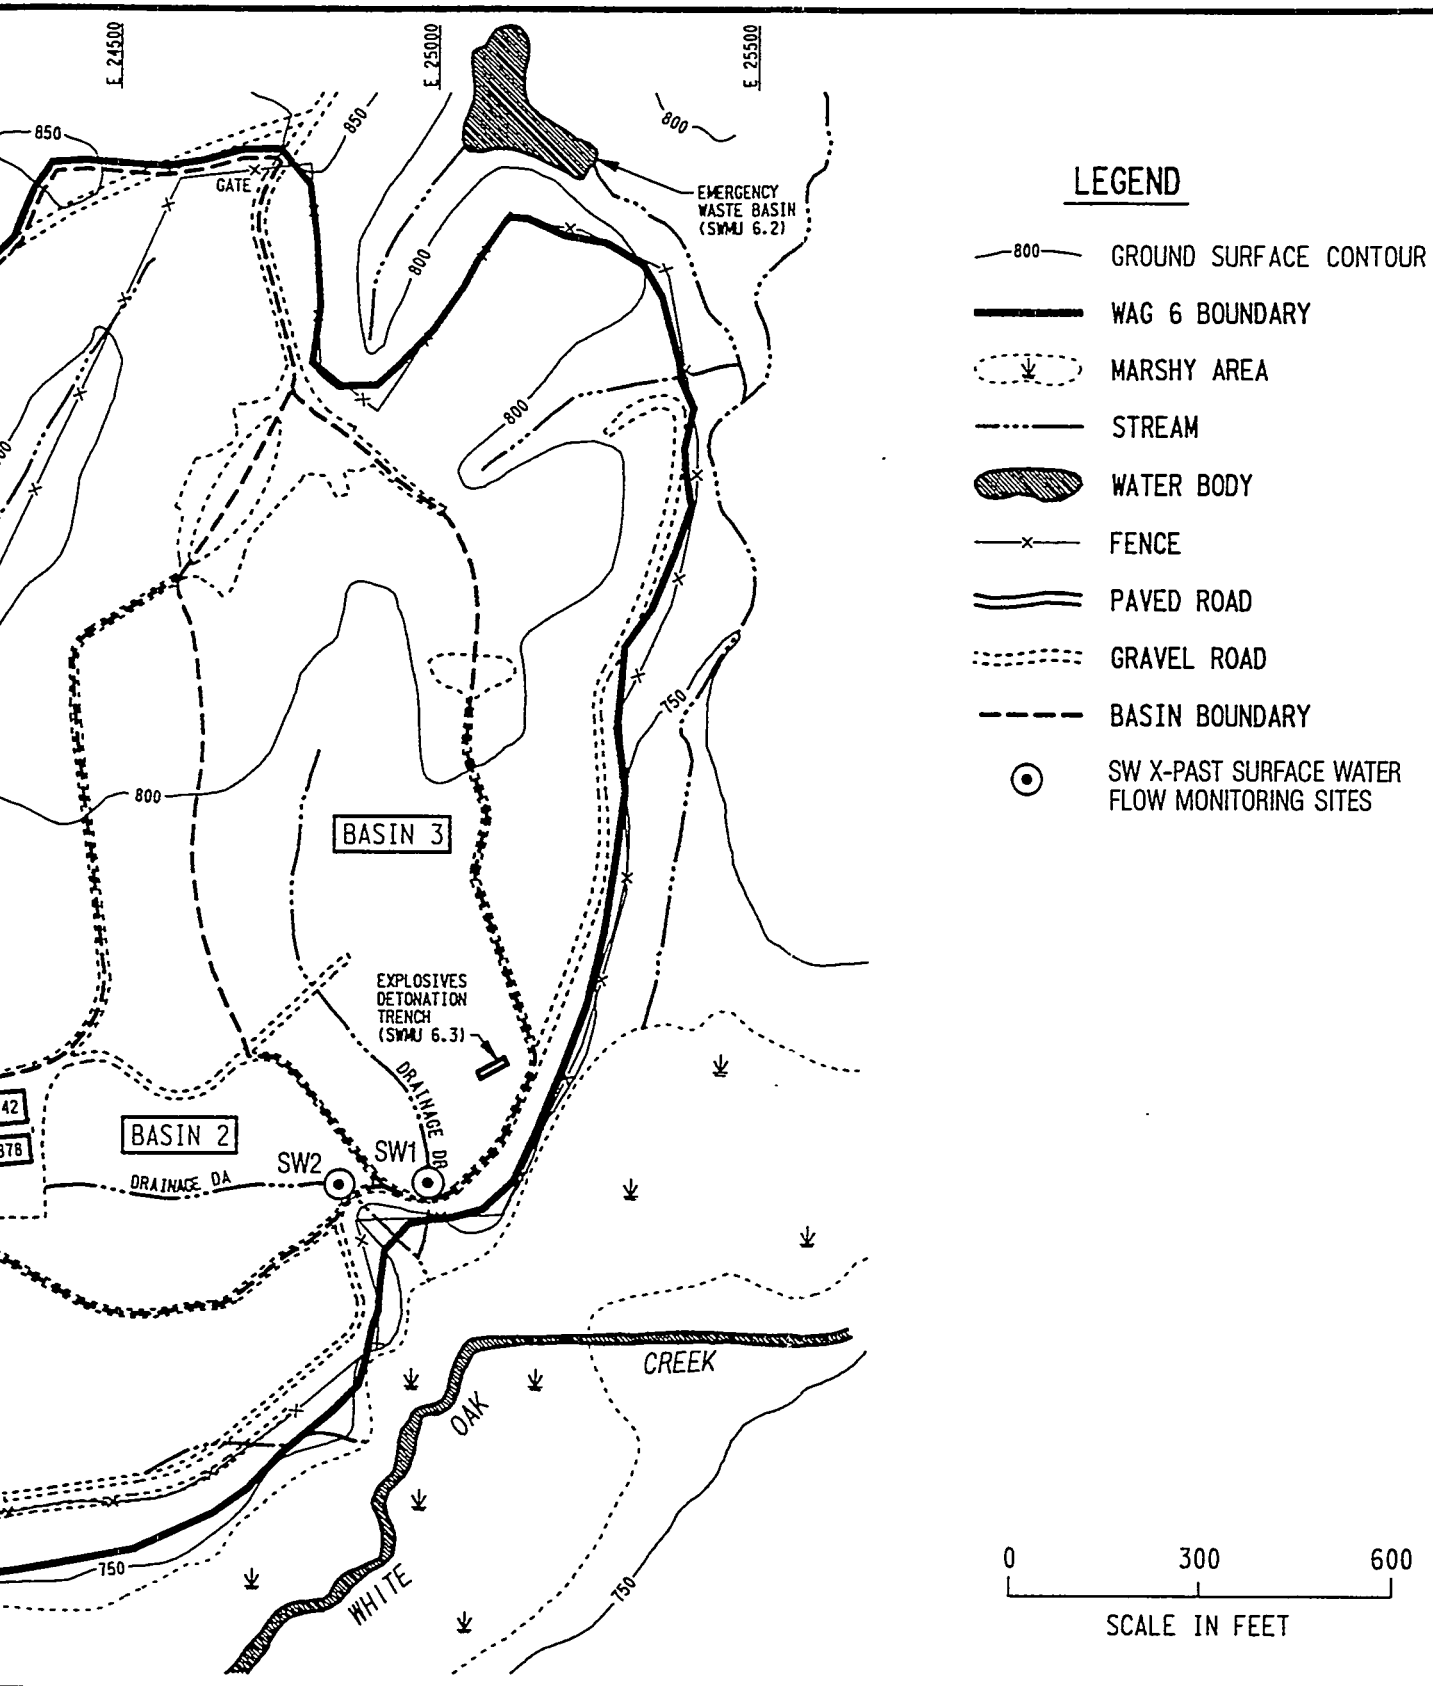 E 24500
E 25000
E 25500
850
850
800
GATE
EMERGENCY
WASTE BASIN
(SWMU 6.2)
800
800
LEGEND
800
GROUND SURFACE CONTOUR
WAG 6 BOUNDARY
MARSHY AREA
STREAM
WATER BODY
FENCE
PAVED ROAD
GRAVEL ROAD
BASIN BOUNDARY
SW X-PAST SURFACE WATER
FLOW MONITORING SITES
750
800
BASIN 3
EXPLOSIVES
DETONATION
TRENCH
(SWMU 6.3)
DRAINAGE DB
42
BASIN 2
378
SW2
SW1
DRAINAGE DA
CREEK
OAK
WHITE
750
750
0 300 600
SCALE IN FEET